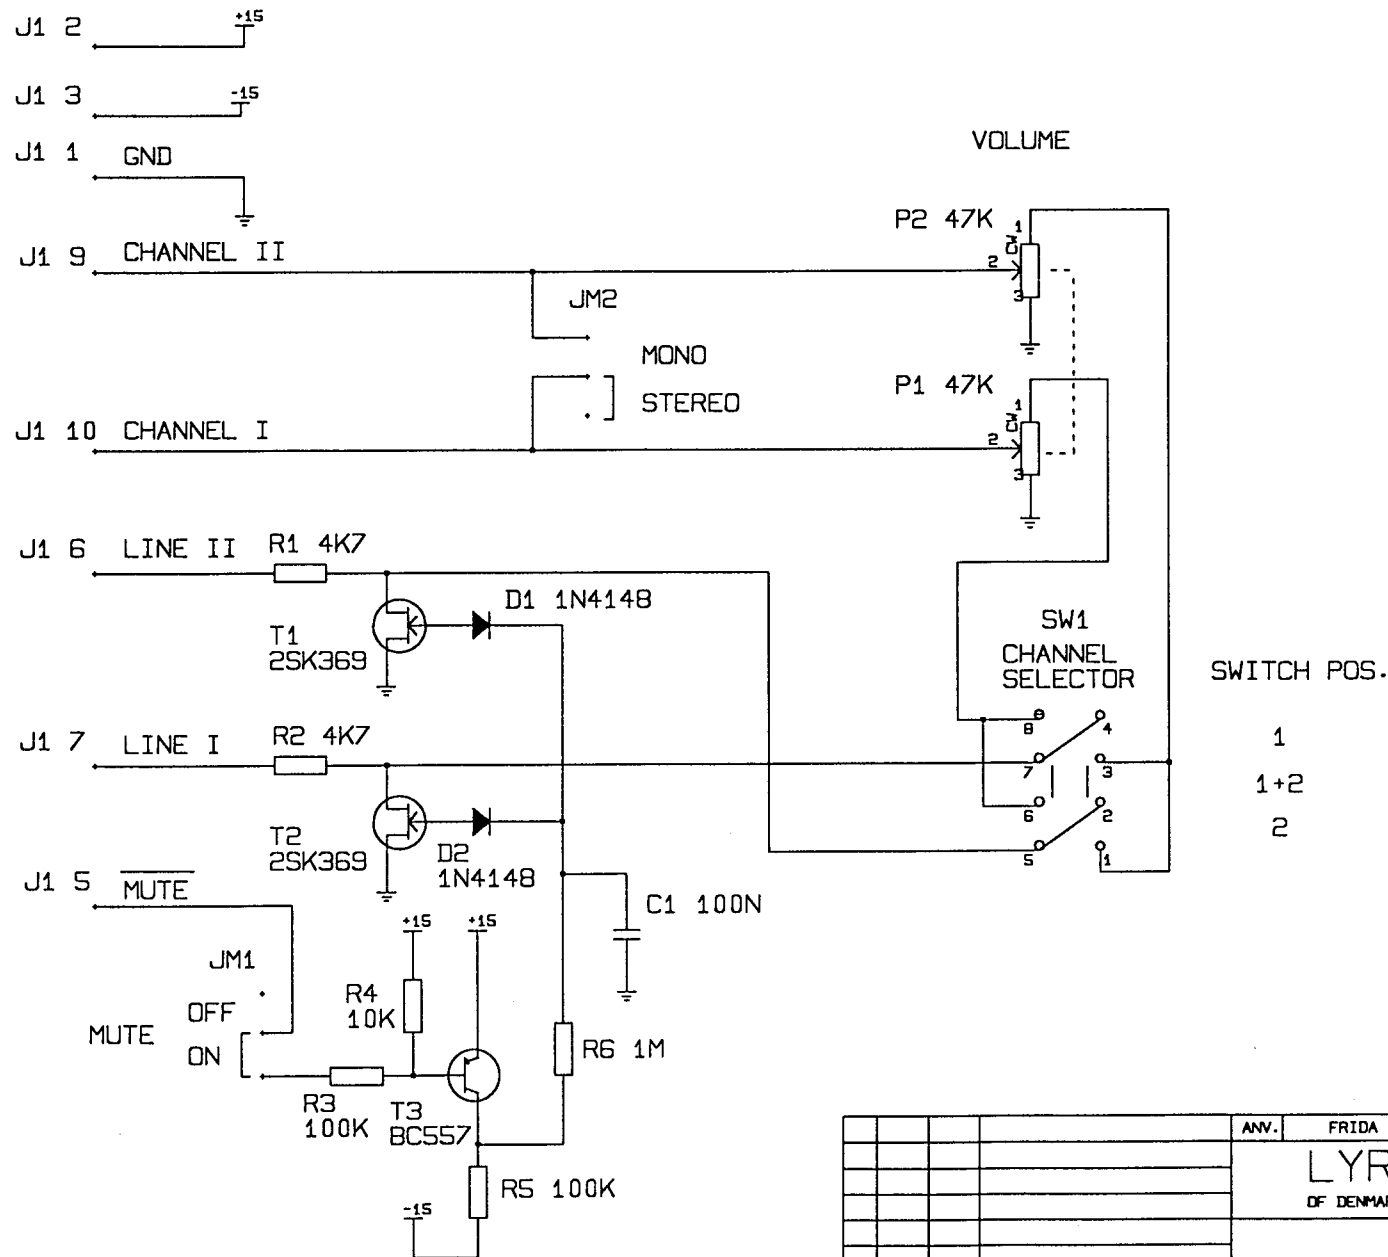 J1 2
+15
J1 3
-15
J1 1 GND
VOLUME
P2 47K
1
CW
2
3
J1 9 CHANNEL II
JM2
MONO
STEREO
P1 47K
1
CW
2
3
J1 10 CHANNEL I
J1 6 LINE II R1 4K7
D1 1N4148
T1
2SK369
SW1
CHANNEL
SELECTOR
SWITCH POS.
8 4
1
J1 7 LINE I R2 4K7
7 3
1+2
6 2
2
5 1
T2
2SK369
D2
1N4148
J1 5 MUTE
C1 100N
+15 +15
JM1
OFF
ON
MUTE
R4
10K
R6 1M
R3
100K
T3
BC557
R5 100K
-15
ANV. FRIDA
LYR
OF DENMAR